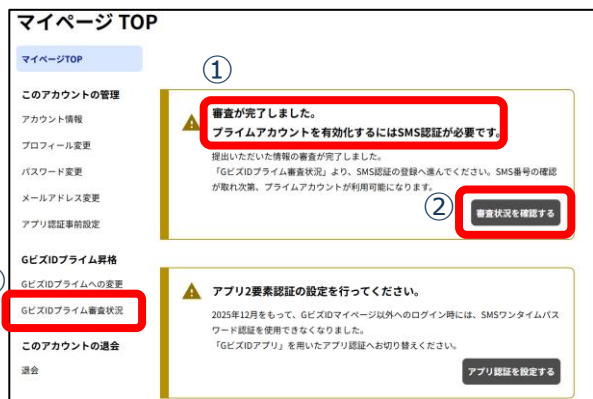 マイページ TOP
マイページTOP
このアカウントの管理
アカウント情報
プロフィール変更
パスワード変更
メールアドレス変更
アプリ認証事前設定
GビズIDプライム昇格
GビズIDプライムへの変更
GビズIDプライム審査状況
このアカウントの退会
退会
①
審査が完了しました。
プライムアカウントを有効化するにはSMS認証が必要です。
提出いただいた情報の審査が完了しました。
「GビズIDプライム審査状況」より、SMS認証の登録へ進んでください。SMS番号の確認
が取れ次第、プライムアカウントが利用可能になります。
②
審査状況を確認する
アプリ2要素認証の設定を行ってください。
2025年12月をもって、GビズIDマイページ以外へのログイン時には、SMSワンタイムパス
ワード認証を使用できなくなりました。
「GビズIDアプリ」を用いたアプリ認証へお切り替えください。
アプリ認証を設定する